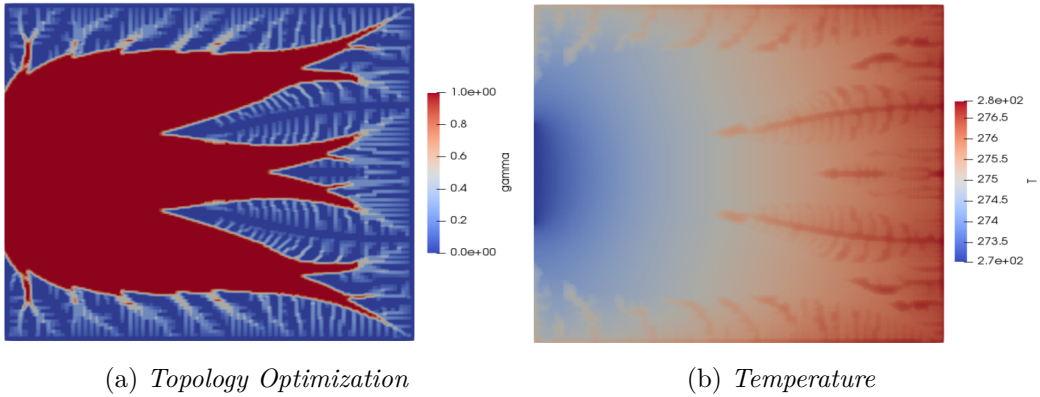 1.0e+00
0.8
0.6
0.4
0.2
0.0e+00
gamma
2.8e+02
276.5
276
275.5
275
274.5
274
273.5
2.7e+02
T
(a) Topology Optimization
(b) Temperature